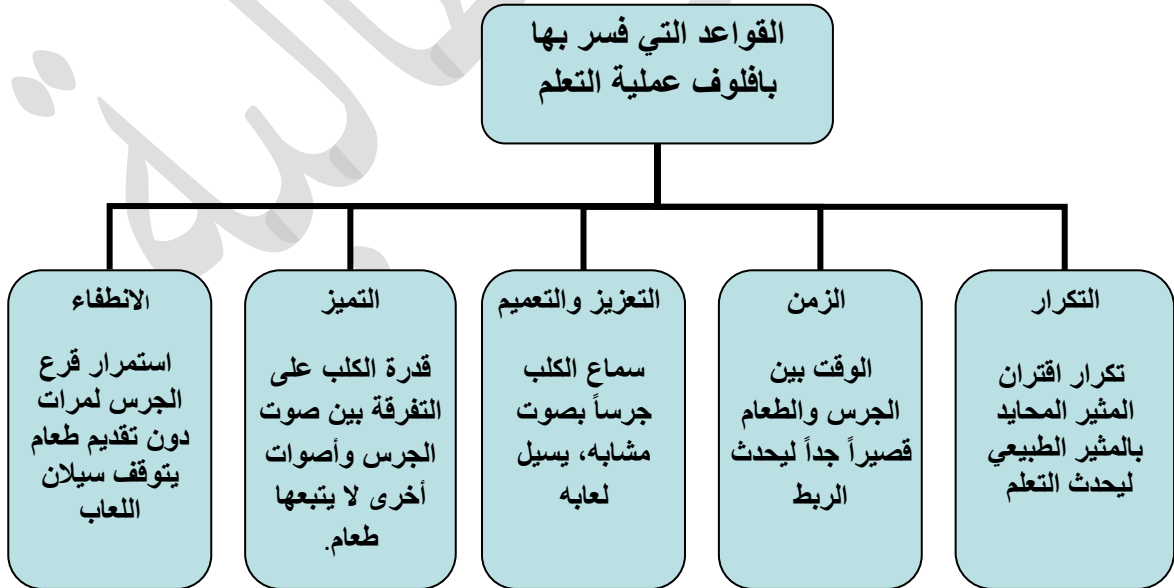 القواعد التي فسر بها
بافلوف عملية التعلم
التكرار
تكرار اقتران
المثير المحايد
بالمثير الطبيعي
ليحدث التعلم
الزمن
الوقت بين
الجرس والطعام
قصيراً جداً ليحدث
الربط
التعزيز والتعميم
سماع الكلب
جرساً بصوت
مشابه، يسيل
لعابه
التميز
قدرة الكلب على
التفرقة بين صوت
الجرس وأصوات
أخرى لا يتبعها
طعام.
الانطفاء
استمرار قرع
الجرس لمرات
دون تقديم طعام
يتوقف سيلان
اللعاب